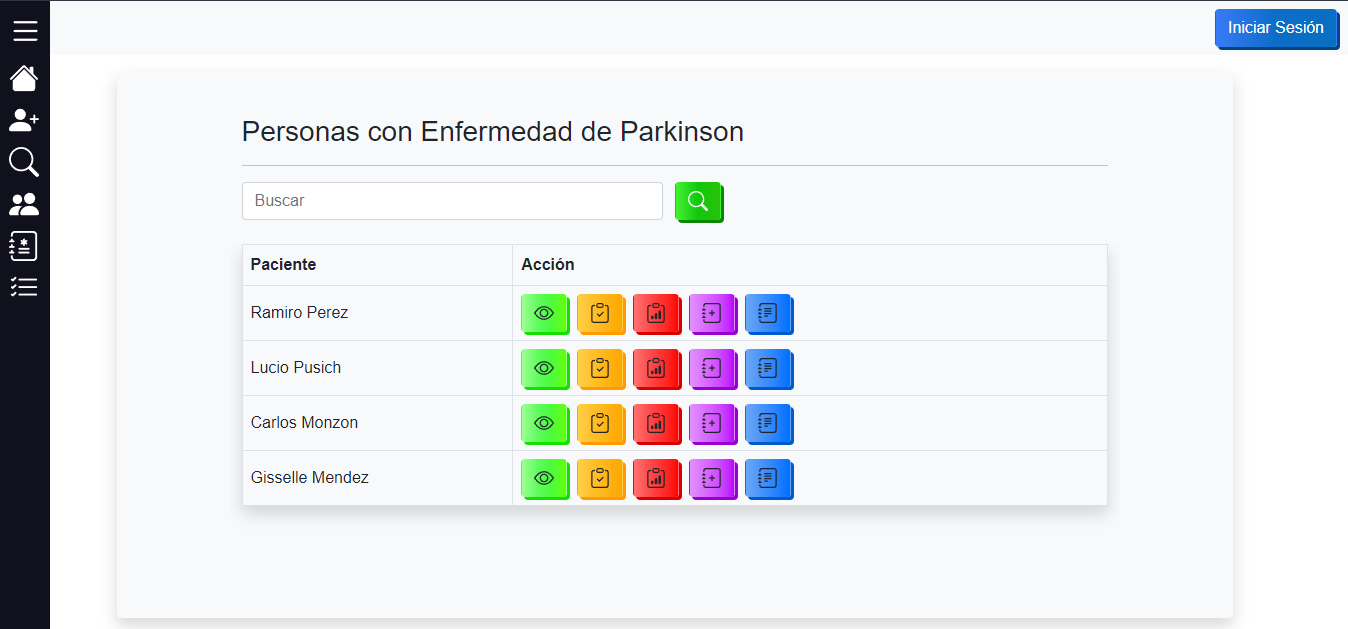 Iniciar Sesión
Personas con Enfermedad de Parkinson
Buscar
Paciente Acción
Ramiro Perez
Lucio Pusich
Carlos Monzon
Gisselle Mendez